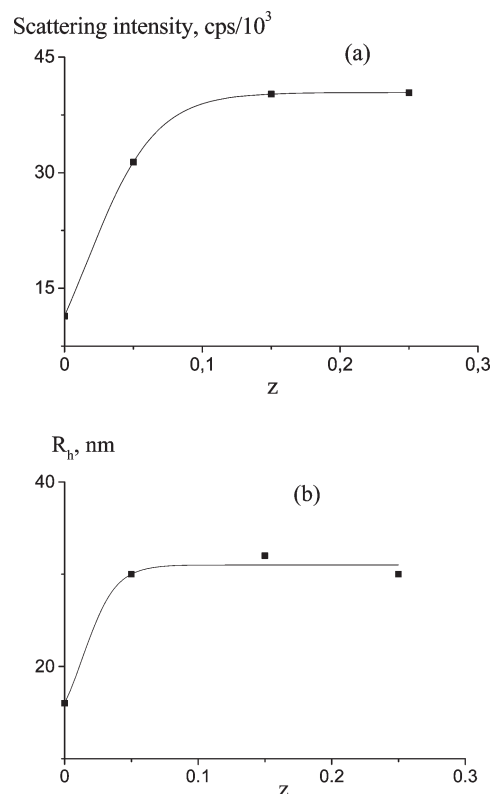 Scattering intensity, cps/10³
(a)
45
30
15
0 0,1 0,2 0,3
z
R_h, nm
(b)
40
20
0 0.1 0.2 0.3
z